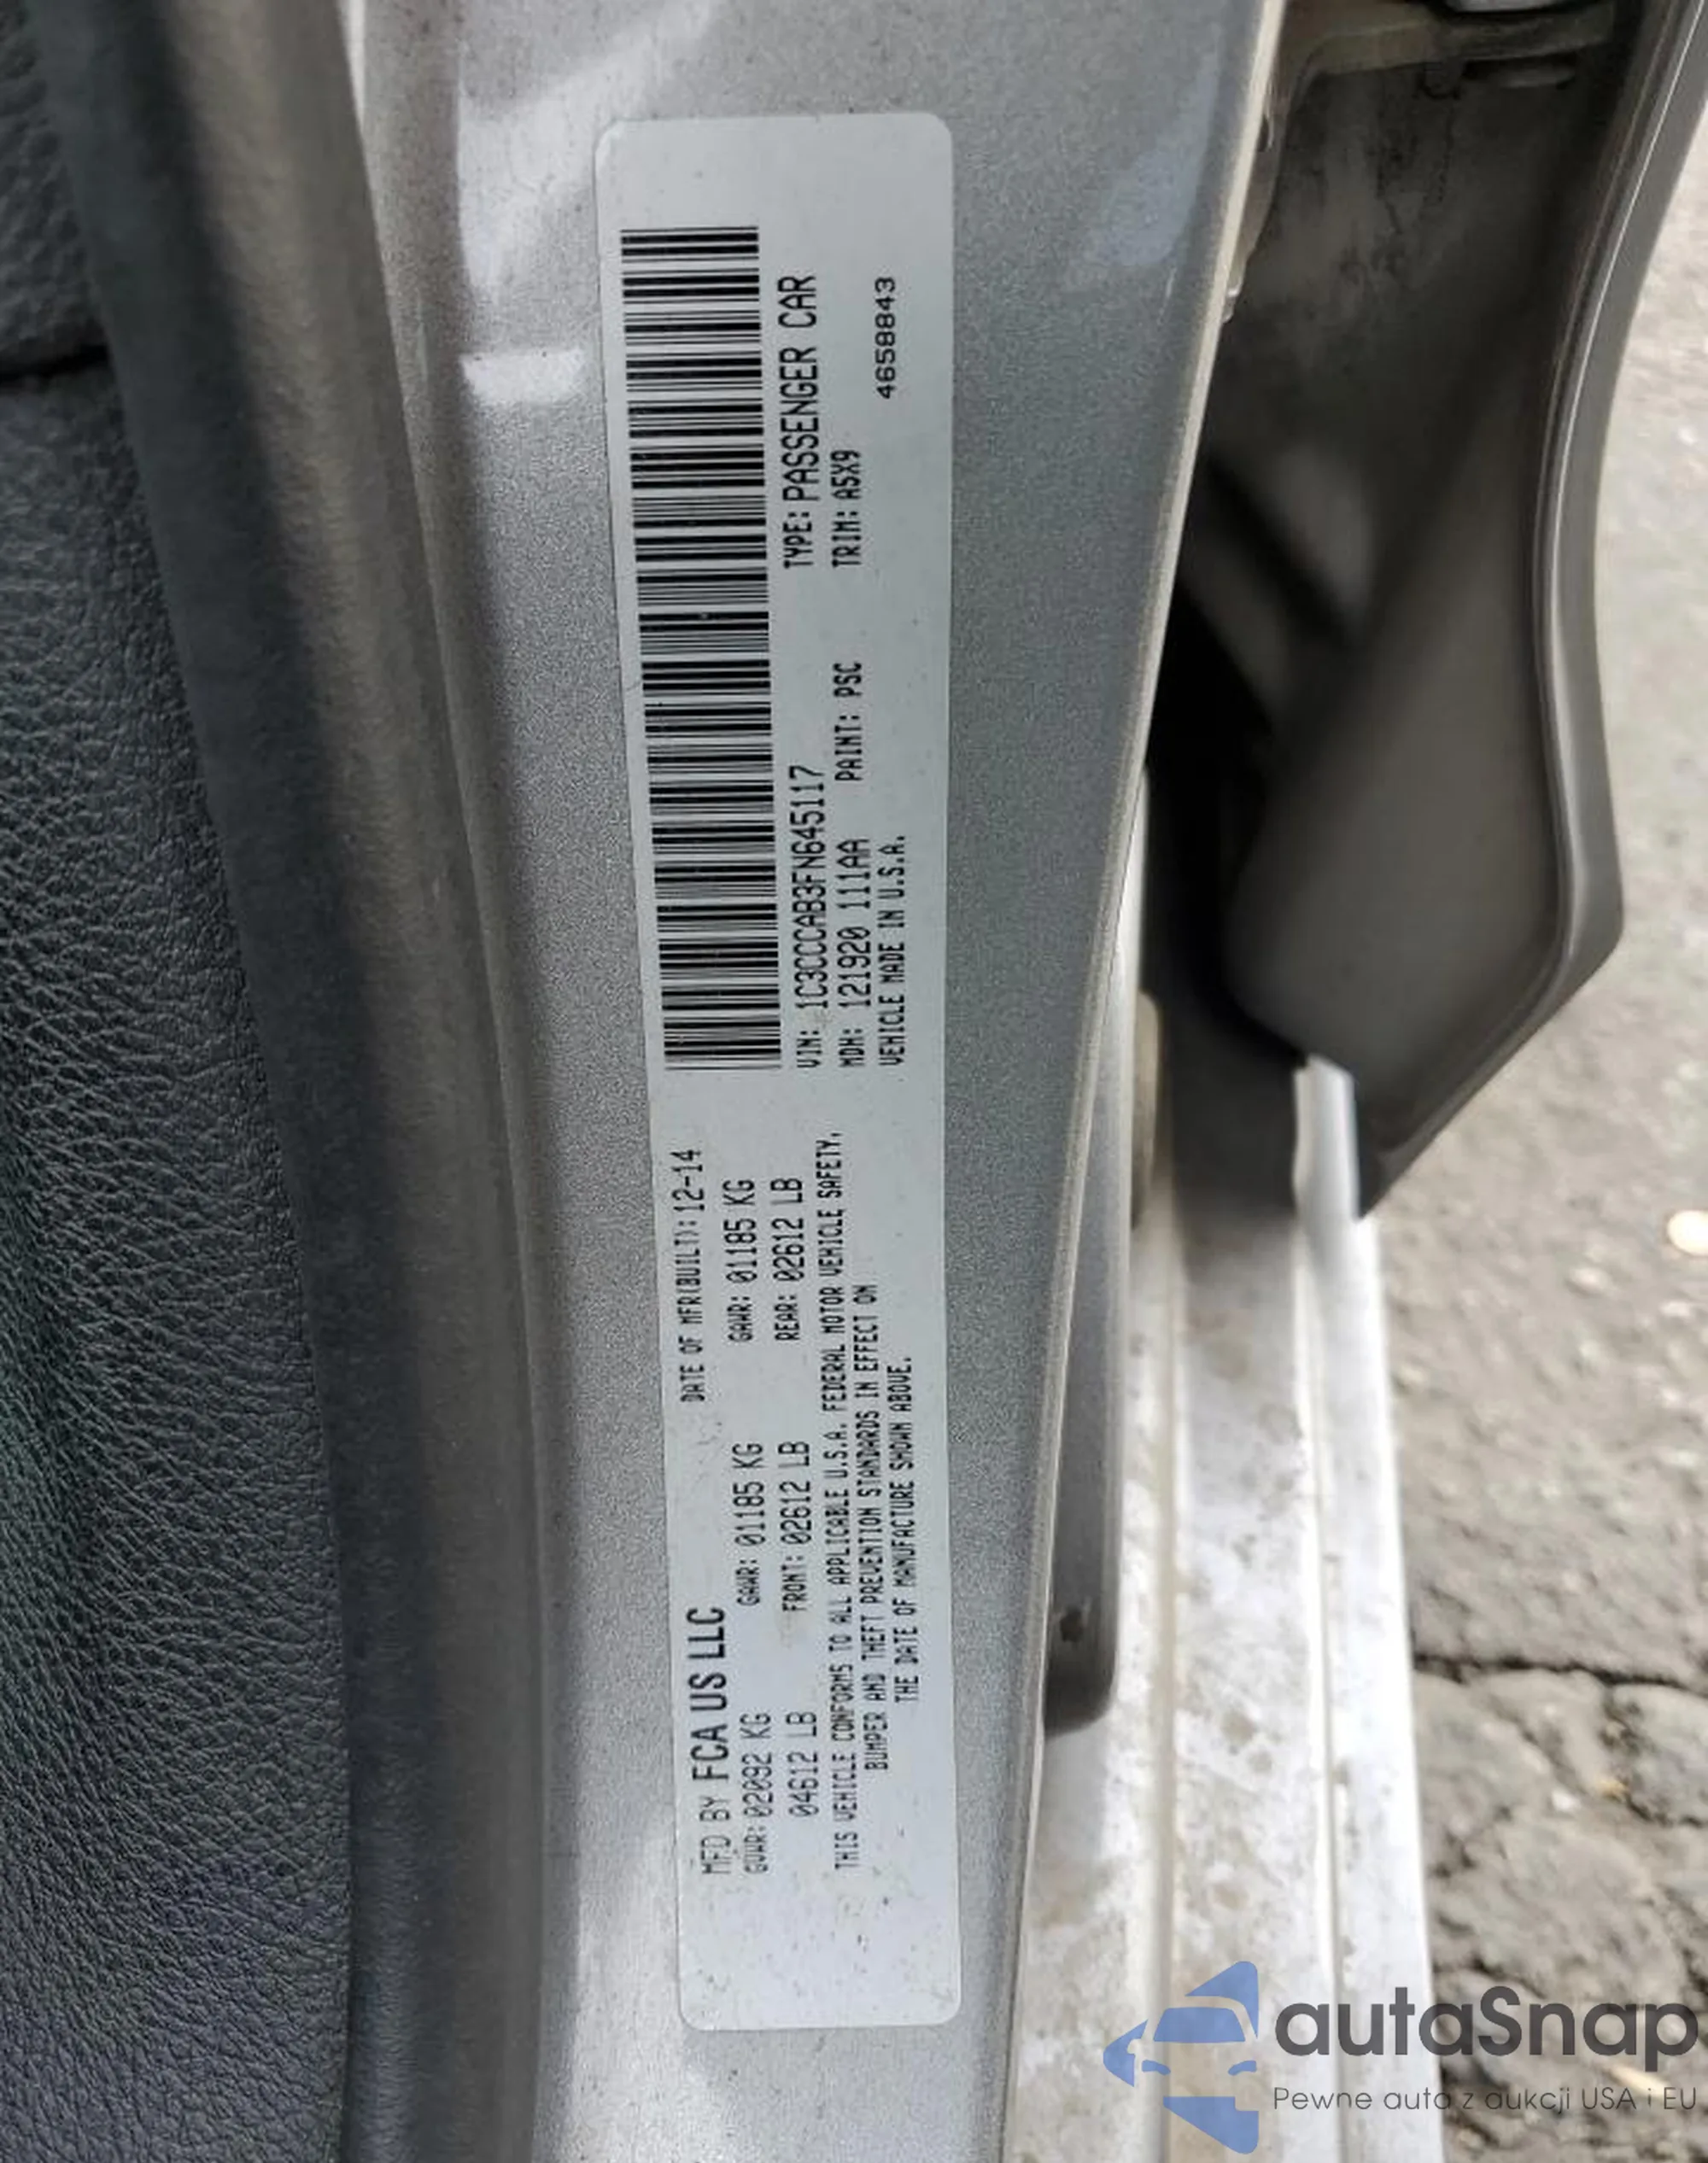 MFD BY FCA US LLC
DATE OF MFR(BUILT): 12-14
GVWR: 02092 KG
GAWR: 01185 KG
GAWR: 01185 KG
04612 LB
FRONT: 02612 LB
REAR: 02612 LB
THIS VEHICLE CONFORMS TO ALL APPLICABLE U.S.A. FEDERAL MOTOR VEHICLE SAFETY,
BUMPER AND THEFT PREVENTION STANDARDS IN EFFECT ON
THE DATE OF MANUFACTURE SHOWN ABOVE.
VIN: 1C3CCCAB3FN645117
TYPE: PASSENGER CAR
MDH: 121920 111AA
PAINT: PSC
TRIM: A5X9
VEHICLE MADE IN U.S.A.
4658843
autaSnap
Pewne auta z aukcji USA i EU